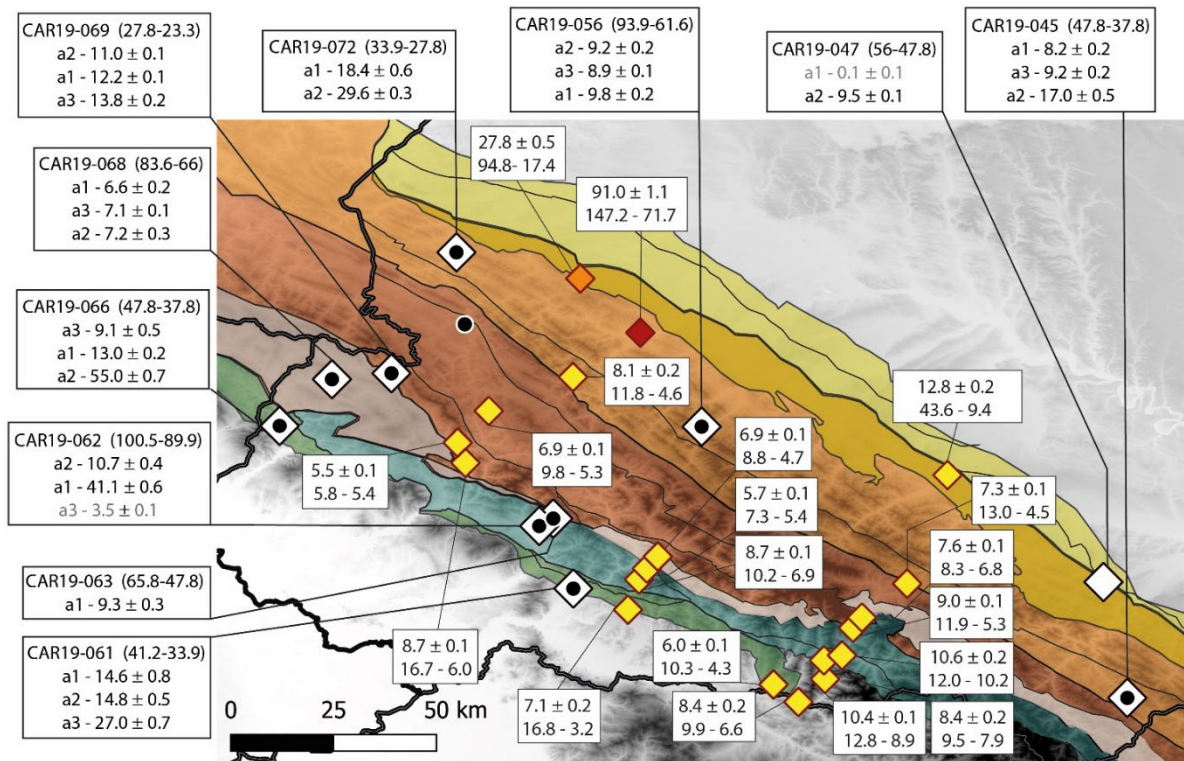 CAR19-069 (27.8-23.3)
a2 - 11.0 ± 0.1
a1 - 12.2 ± 0.1
a3 - 13.8 ± 0.2
CAR19-072 (33.9-27.8)
a1 - 18.4 ± 0.6
a2 - 29.6 ± 0.3
CAR19-056 (93.9-61.6)
a2 - 9.2 ± 0.2
a3 - 8.9 ± 0.1
a1 - 9.8 ± 0.2
CAR19-047 (56-47.8)
a1 - 0.1 ± 0.1
a2 - 9.5 ± 0.1
CAR19-045 (47.8-37.8)
a1 - 8.2 ± 0.2
a3 - 9.2 ± 0.2
a2 - 17.0 ± 0.5
CAR19-068 (83.6-66)
a1 - 6.6 ± 0.2
a3 - 7.1 ± 0.1
a2 - 7.2 ± 0.3
CAR19-066 (47.8-37.8)
a3 - 9.1 ± 0.5
a1 - 13.0 ± 0.2
a2 - 55.0 ± 0.7
CAR19-062 (100.5-89.9)
a2 - 10.7 ± 0.4
a1 - 41.1 ± 0.6
a3 - 3.5 ± 0.1
CAR19-063 (65.8-47.8)
a1 - 9.3 ± 0.3
CAR19-061 (41.2-33.9)
a1 - 14.6 ± 0.8
a2 - 14.8 ± 0.5
a3 - 27.0 ± 0.7
27.8 ± 0.5
94.8- 17.4
91.0 ± 1.1
147.2 - 71.7
8.1 ± 0.2
11.8 - 4.6
12.8 ± 0.2
43.6 - 9.4
6.9 ± 0.1
9.8 - 5.3
6.9 ± 0.1
8.8 - 4.7
5.5 ± 0.1
5.8 - 5.4
5.7 ± 0.1
7.3 - 5.4
7.3 ± 0.1
13.0 - 4.5
8.7 ± 0.1
10.2 - 6.9
7.6 ± 0.1
8.3 - 6.8
9.0 ± 0.1
11.9 - 5.3
8.7 ± 0.1
16.7 - 6.0
6.0 ± 0.1
10.3 - 4.3
10.6 ± 0.2
12.0 - 10.2
7.1 ± 0.2
16.8 - 3.2
8.4 ± 0.2
9.9 - 6.6
10.4 ± 0.1
12.8 - 8.9
8.4 ± 0.2
9.5 - 7.9
0 25 50 km